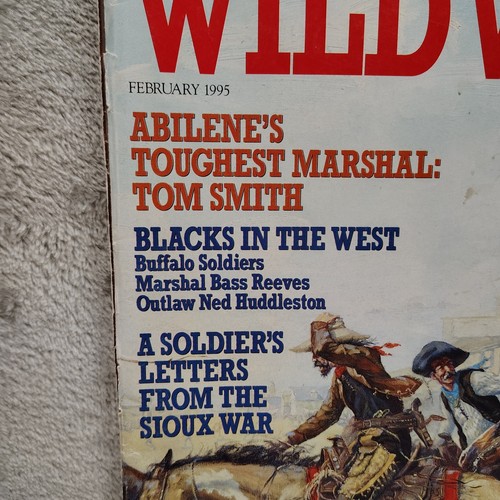 WILD W
FEBRUARY 1995
ABILENE'S
TOUGHEST MARSHAL:
TOM SMITH
BLACKS IN THE WEST
Buffalo Soldiers
Marshal Bass Reeves
Outlaw Ned Huddleston
A SOLDIER'S
LETTERS
FROM THE
SIOUX WAR